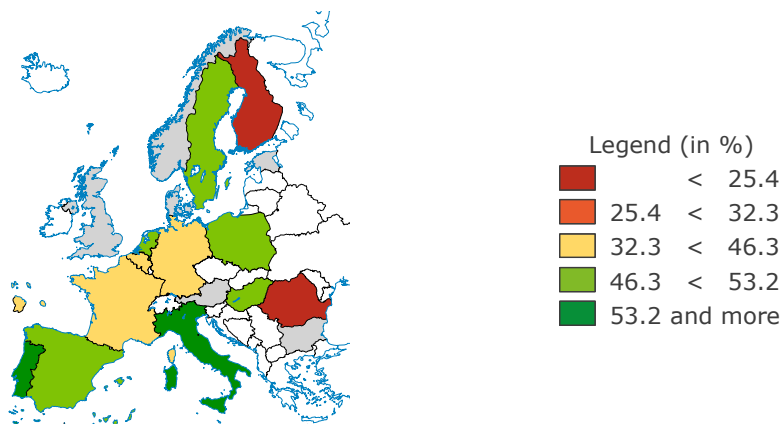 Legend (in %)
< 25.4
25.4 < 32.3
32.3 < 46.3
46.3 < 53.2
53.2 and more